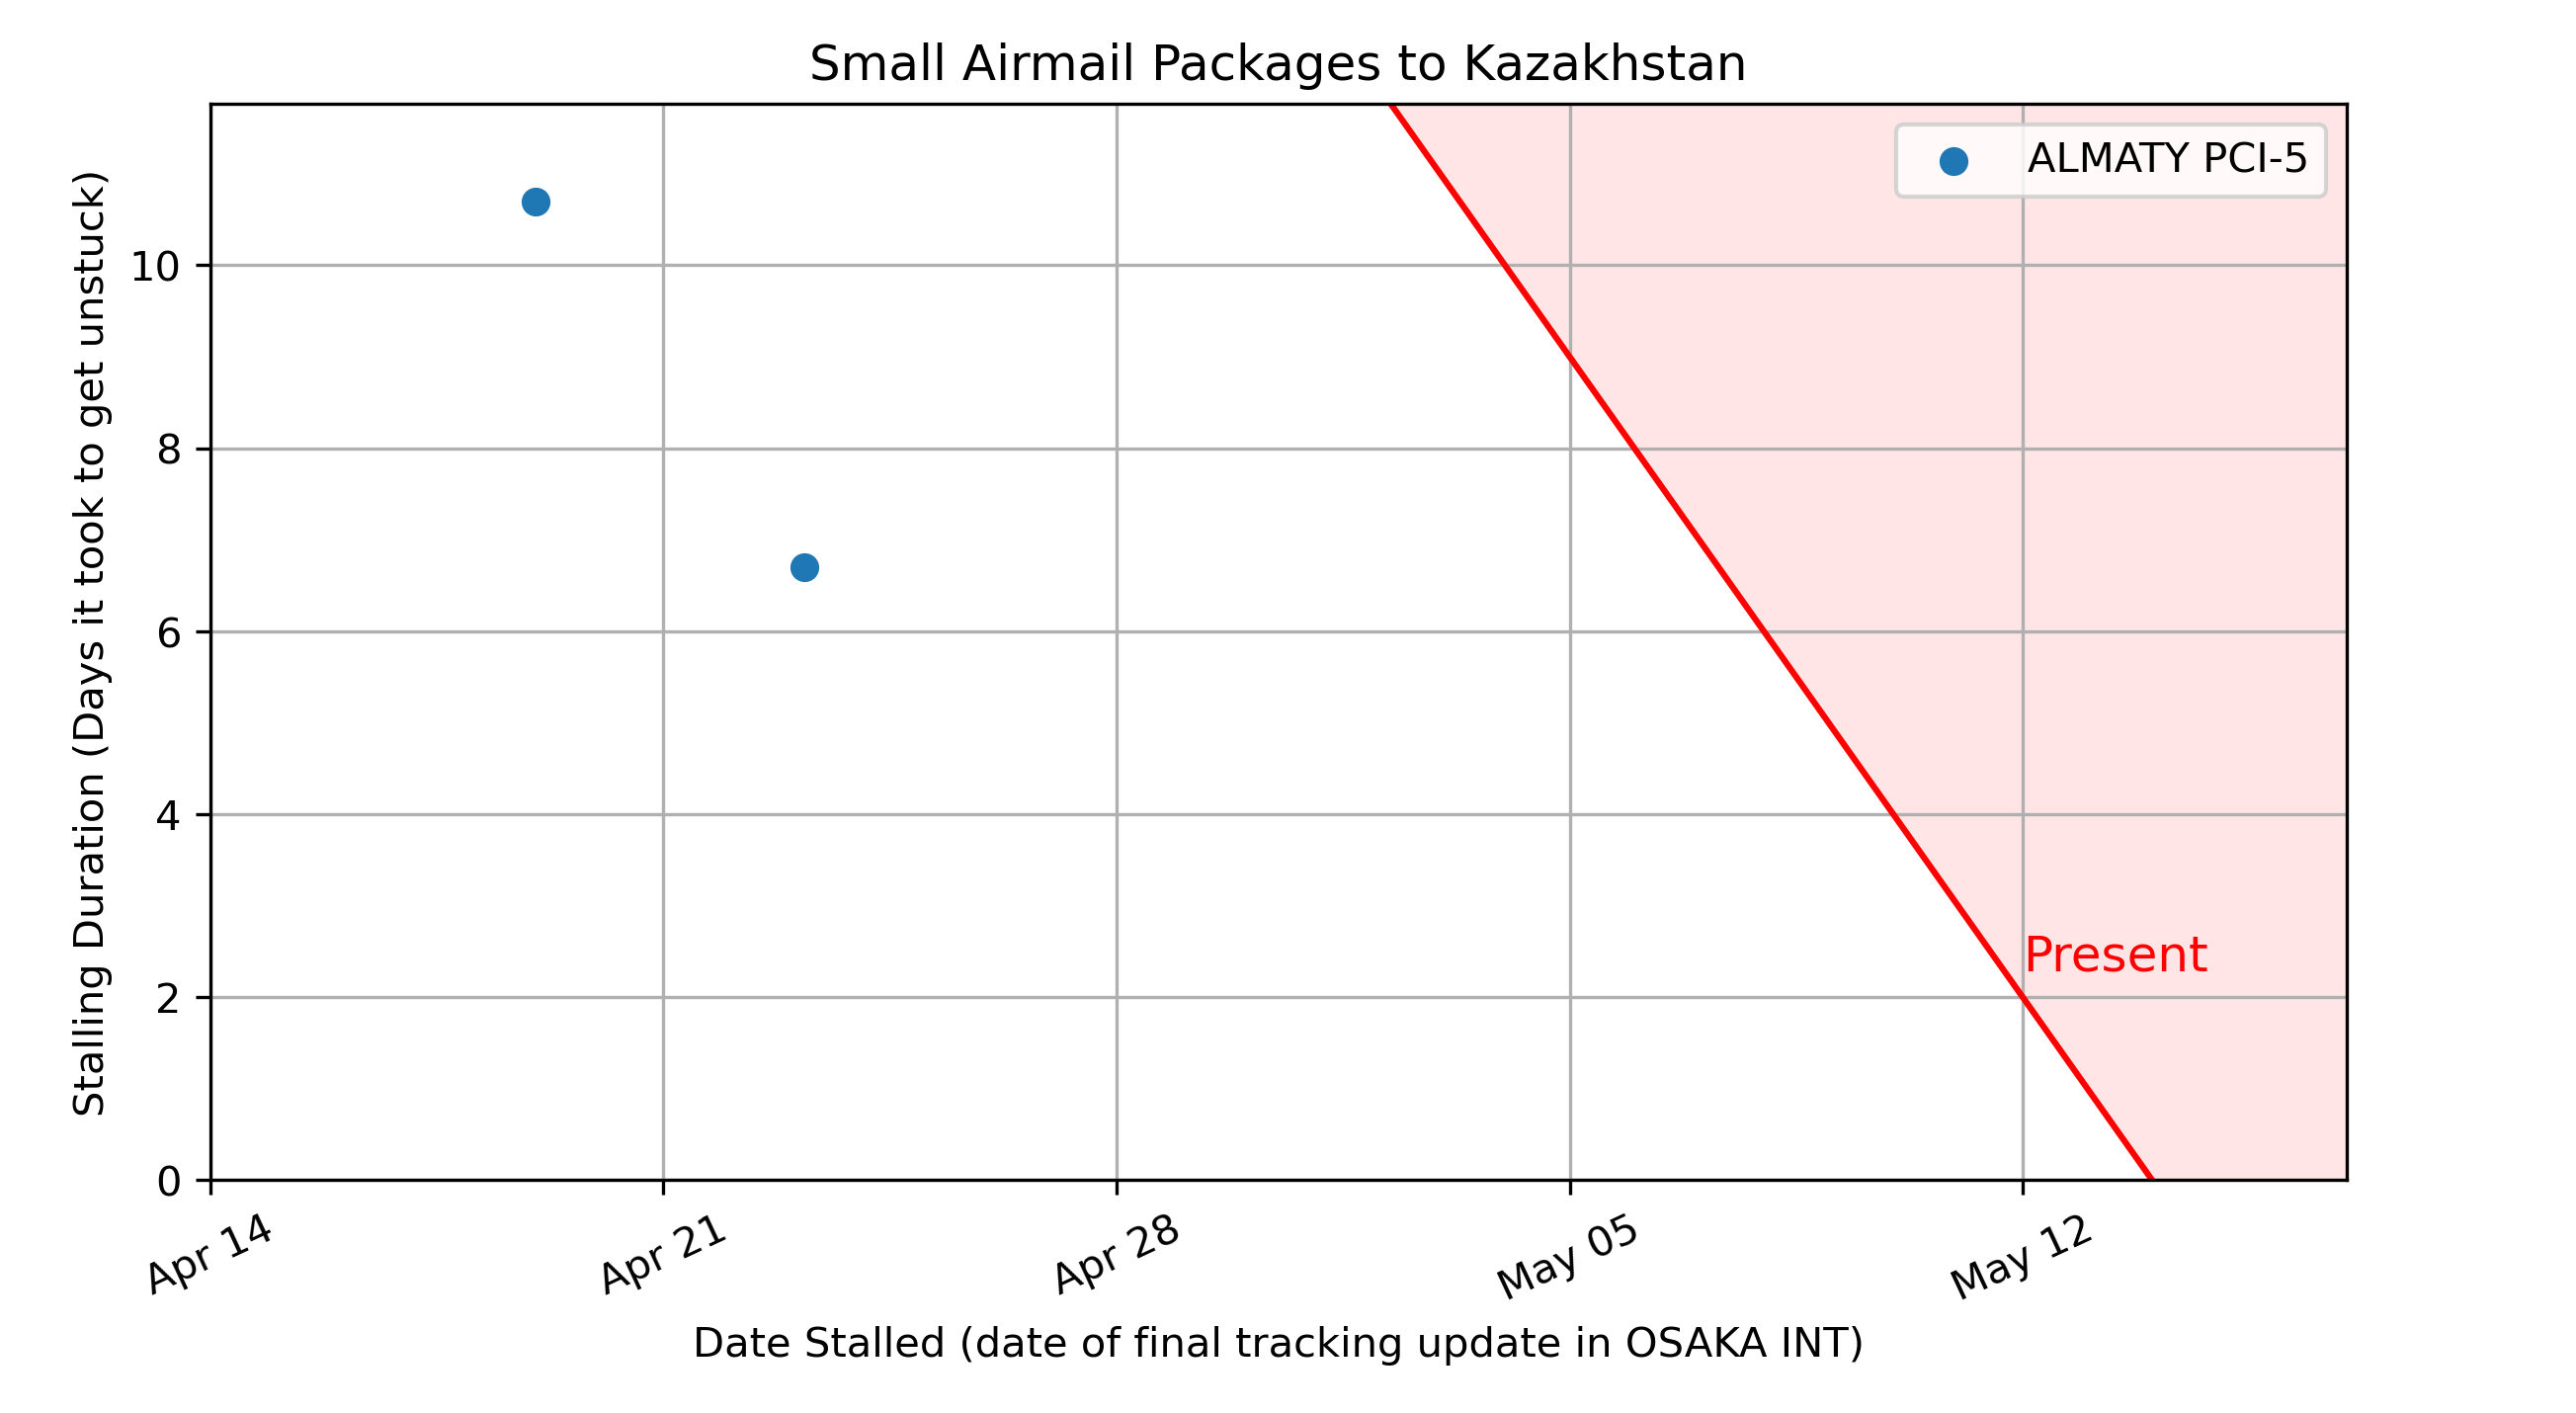 Small Airmail Packages to Kazakhstan
ALMATY PCI-5
Stalling Duration (Days it took to get unstuck)
10
8
6
4
2
0
Present
Apr 14
Apr 21
Apr 28
May 05
May 12
Date Stalled (date of final tracking update in OSAKA INT)